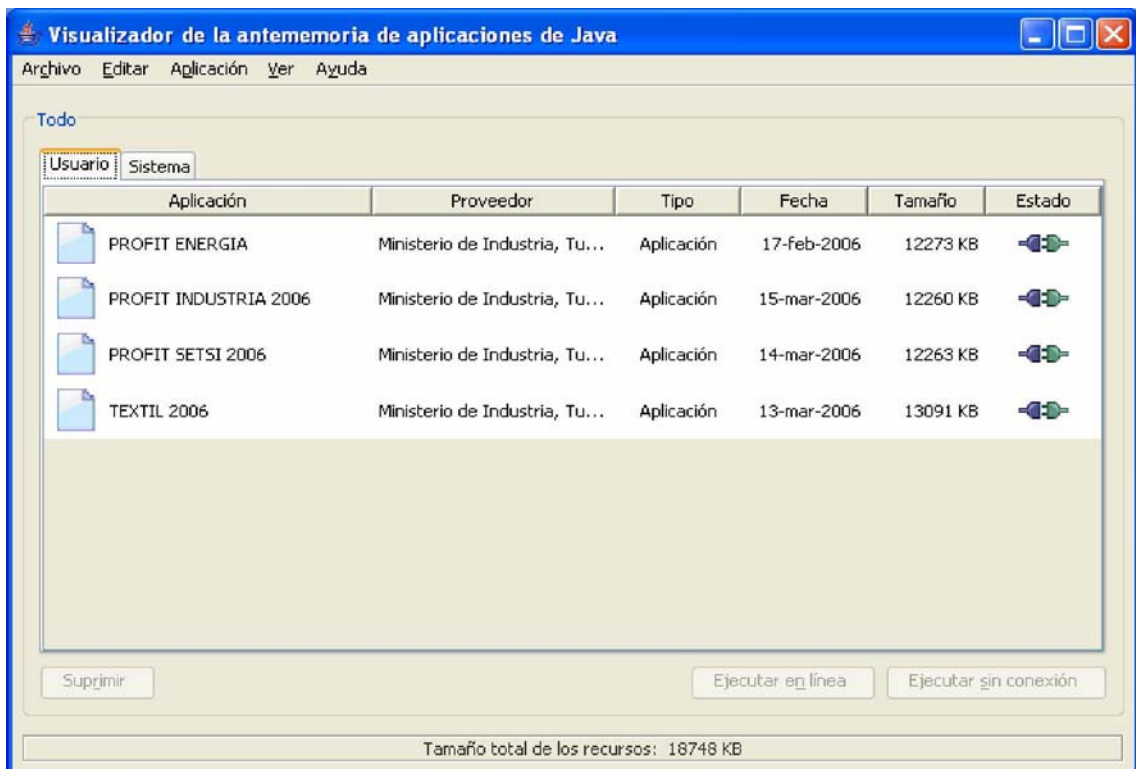 Visualizador de la antememoria de aplicaciones de Java
Archivo Editar Aplicación Ver Ayuda
Todo
Usuario Sistema
Aplicación Proveedor Tipo Fecha Tamaño Estado
PROFIT ENERGIA Ministerio de Industria, Tu... Aplicación 17-feb-2006 12273 KB
PROFIT INDUSTRIA 2006 Ministerio de Industria, Tu... Aplicación 15-mar-2006 12260 KB
PROFIT SETSI 2006 Ministerio de Industria, Tu... Aplicación 14-mar-2006 12263 KB
TEXTIL 2006 Ministerio de Industria, Tu... Aplicación 13-mar-2006 13091 KB
Suprimir Ejecutar en línea Ejecutar sin conexión
Tamaño total de los recursos: 18748 KB